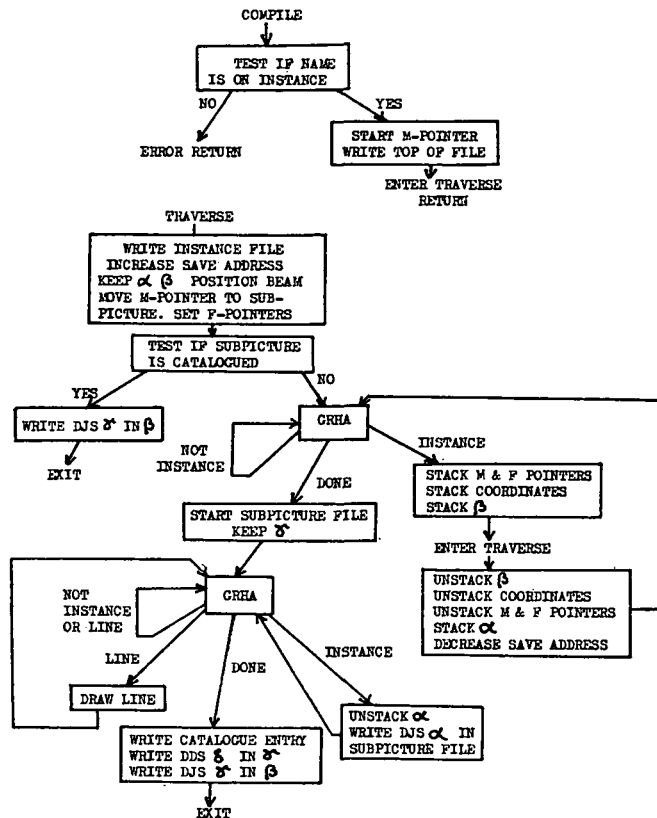 COMPILE
TEST IF NAME
IS ON INSTANCE
NO
YES
ERROR RETURN
START M-POINTER
WRITE TOP OF FILE
ENTER TRAVERSE
RETURN
TRAVERSE
WRITE INSTANCE FILE
INCREASE SAVE ADDRESS
KEEP α β POSITION BEAM
MOVE M-POINTER TO SUB-
PICTURE. SET F-POINTERS
TEST IF SUBPICTURE
IS CATALOGUED
YES
NO
WRITE DJS γ IN β
EXIT
GRHA
NOT
INSTANCE
INSTANCE
DONE
STACK M & F POINTERS
STACK COORDINATES
STACK β
ENTER TRAVERSE
UNSTACK β
UNSTACK COORDINATES
UNSTACK M & F POINTERS
STACK α
DECREASE SAVE ADDRESS
START SUBPICTURE FILE
KEEP γ
GRHA
NOT
INSTANCE
OR LINE
LINE
DONE
INSTANCE
DRAW LINE
UNSTACK α
WRITE DJS α IN
SUBPICTURE FILE
WRITE CATALOGUE ENTRY
WRITE DDS δ IN γ
WRITE DJS γ IN β
EXIT